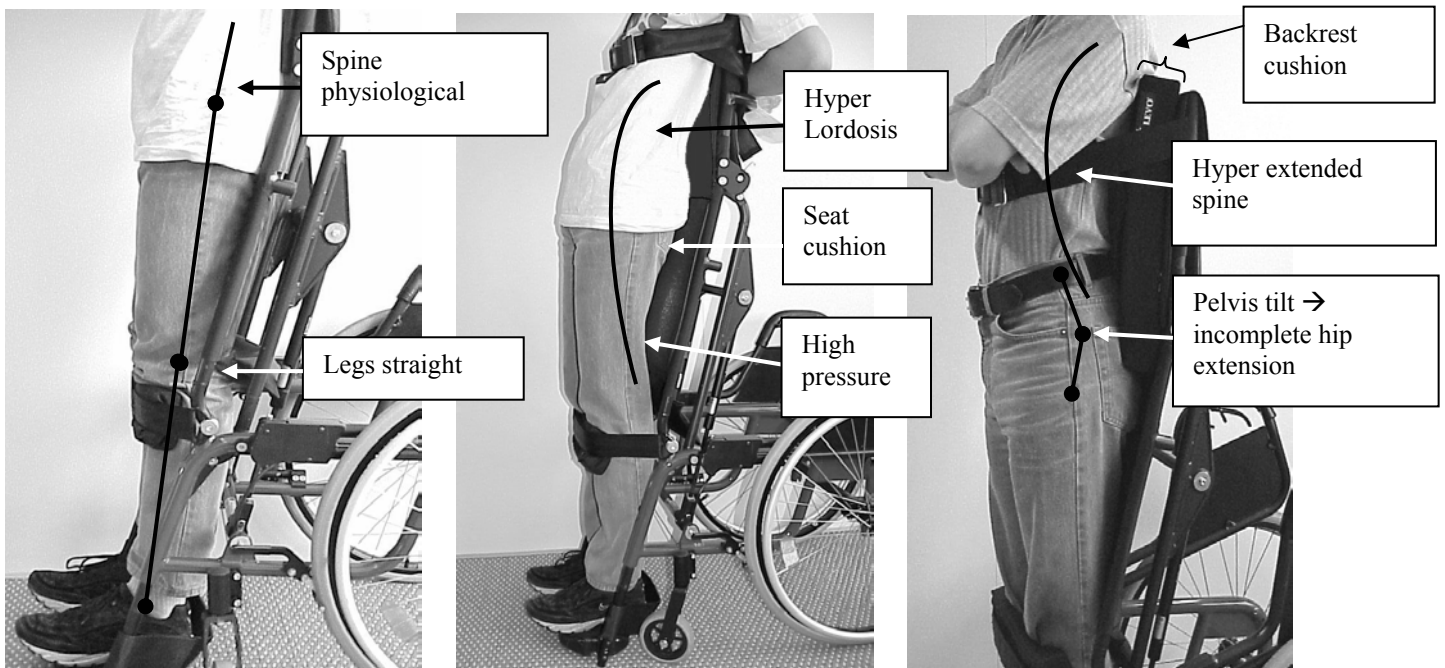 Spine
physiological
Legs straight
Hyper
Lordosis
Seat
cushion
High
pressure
Backrest
cushion
LEVO
Hyper extended
spine
Pelvis tilt →
incomplete hip
extension